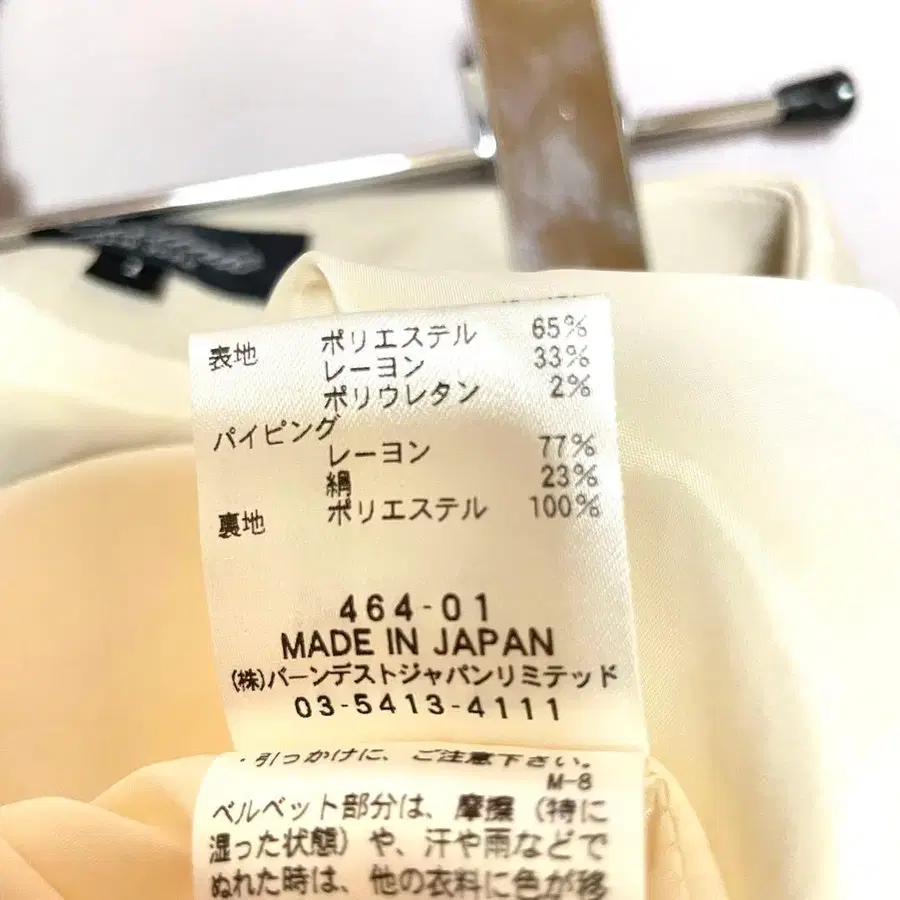 表地 ポリエステル 65%
レーヨン 33%
ポリウレタン 2%
パイピング
レーヨン 77%
綿 23%
裏地 ポリエステル 100%
464-01
MADE IN JAPAN
(株)バーンデストジャパンリミテッド
03-5413-4111
・引っかけに、ご注意下さい。
M-8
ベルベット部分は、摩擦（特に
湿った状態）や、汗や雨などで
ぬれた時は、他の衣料に色が移